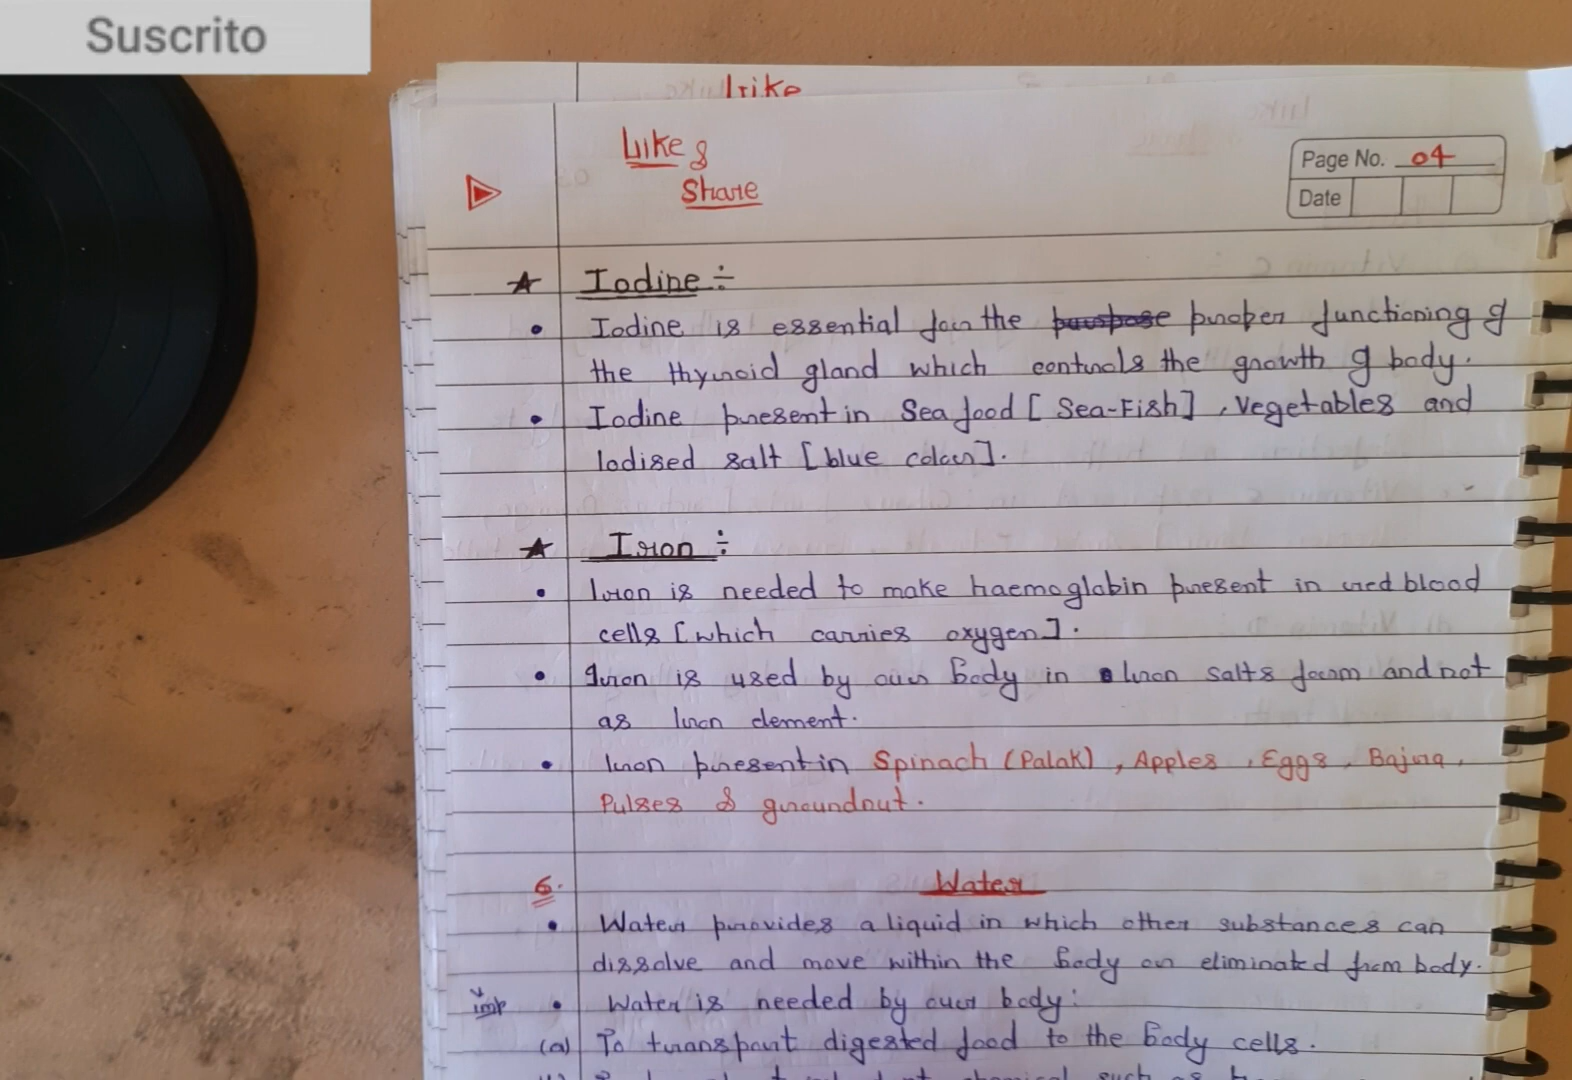 Suscrito
Like &
Share
Page No. 04
Date
★ Iodine ÷
• Iodine is essential for the purpose proper functioning of
the thyroid gland which controls the growth of body.
• Iodine present in Sea food [ Sea-Fish] , Vegetables and
Iodised salt [blue colour].
★ Iron ÷
• Iron is needed to make haemoglobin present in red blood
cells [which carries oxygen].
• Iron is used by our body in Iron salts form and not
as Iron element.
• Iron present in Spinach (Palak) , Apples , Eggs , Bajra ,
Pulses & groundnut.
6. Water
• Water provides a liquid in which other substances can
dissolve and move within the body or eliminated from body.
imp • Water is needed by our body:
(a) To transport digested food to the body cells.